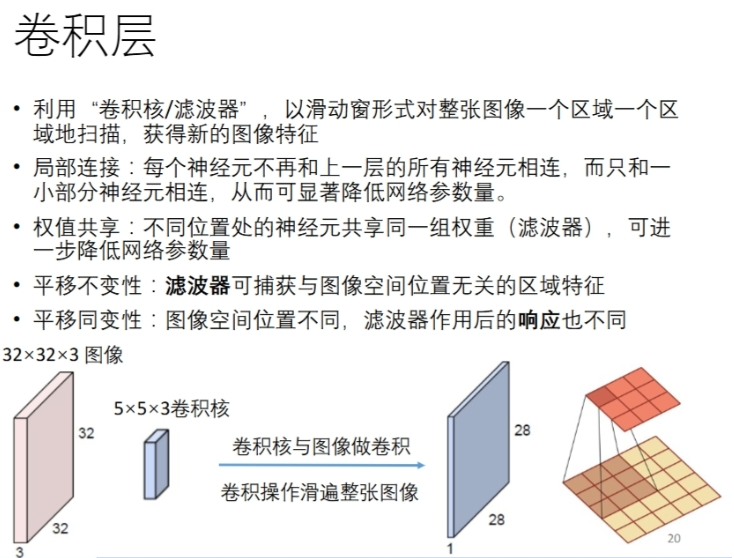 卷积层
• 利用“卷积核/滤波器”，以滑动窗形式对整张图像一个区域一个区
域地扫描，获得新的图像特征
• 局部连接：每个神经元不再和上一层的所有神经元相连，而只和一
小部分神经元相连，从而可显著降低网络参数量。
• 权值共享：不同位置处的神经元共享同一组权重（滤波器），可进
一步降低网络参数量
• 平移不变性：滤波器可捕获与图像空间位置无关的区域特征
• 平移同变性：图像空间位置不同，滤波器作用后的响应也不同
32×32×3 图像
5×5×3卷积核
32
32
3
卷积核与图像做卷积
卷积操作滑遍整张图像
28
28
1
20